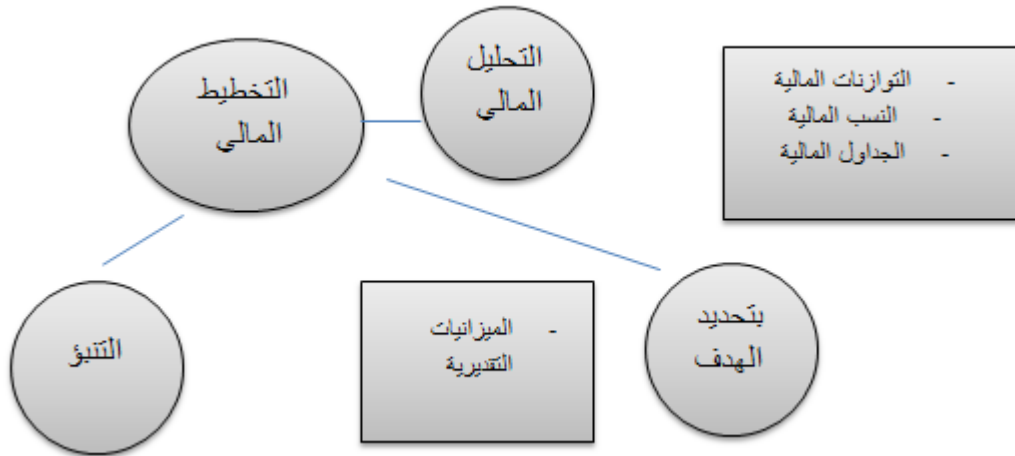 - التوازنات المالية
- النسب المالية
- الجداول المالية
التحليل
المالي
التخطيط
المالي
بتحديد
الهدف
- الميزانيات
التقديرية
التنبؤ